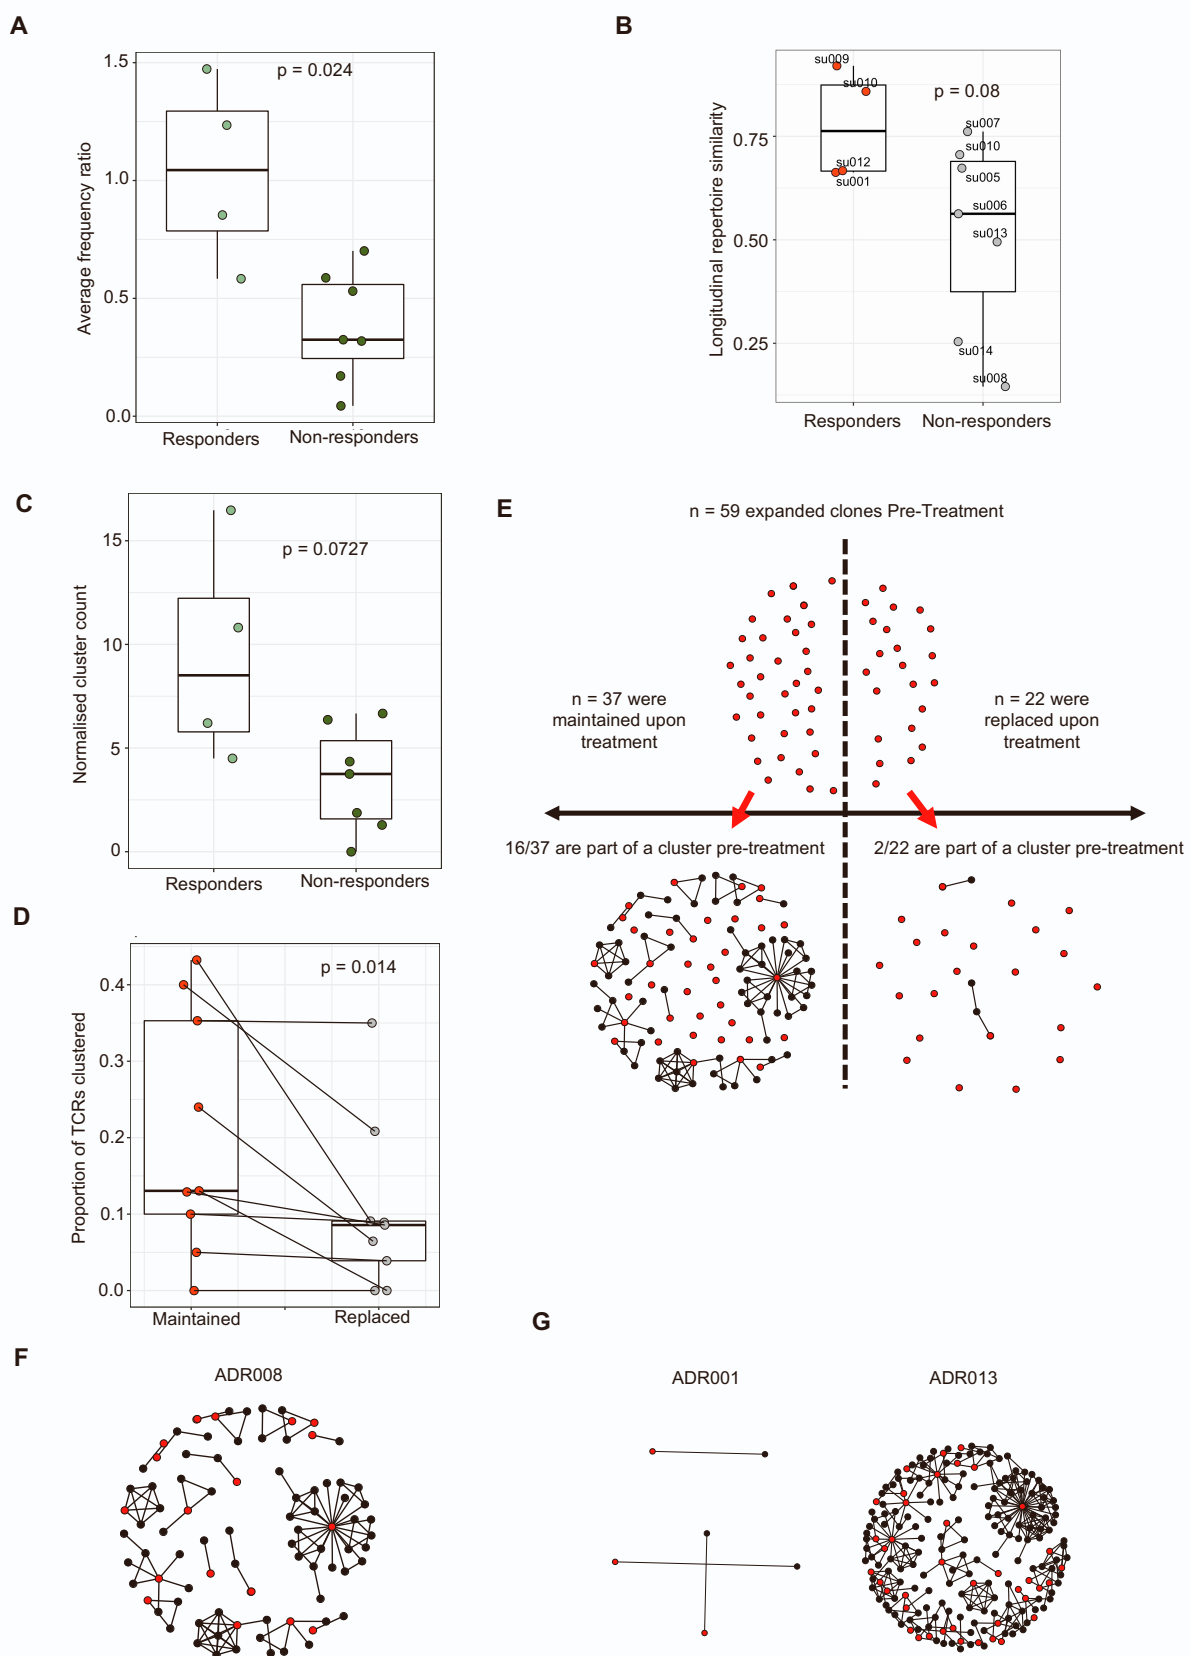 A
1.5
1.0
0.5
0.0
Average frequency ratio
p = 0.024
Responders
Non-responders
B
0.75
0.50
0.25
Longitudinal repertoire similarity
su009
su010
su012
su001
p = 0.08
su007
su010
su005
su006
su013
su014
su008
Responders
Non-responders
C
15
10
5
0
Normalised cluster count
p = 0.0727
Responders
Non-responders
D
0.4
0.3
0.2
0.1
0.0
Proportion of TCRs clustered
p = 0.014
Maintained
Replaced
E
n = 59 expanded clones Pre-Treatment
n = 37 were
maintained upon
treatment
n = 22 were
replaced upon
treatment
16/37 are part of a cluster pre-treatment
2/22 are part of a cluster pre-treatment
F
ADR008
G
ADR001
ADR013